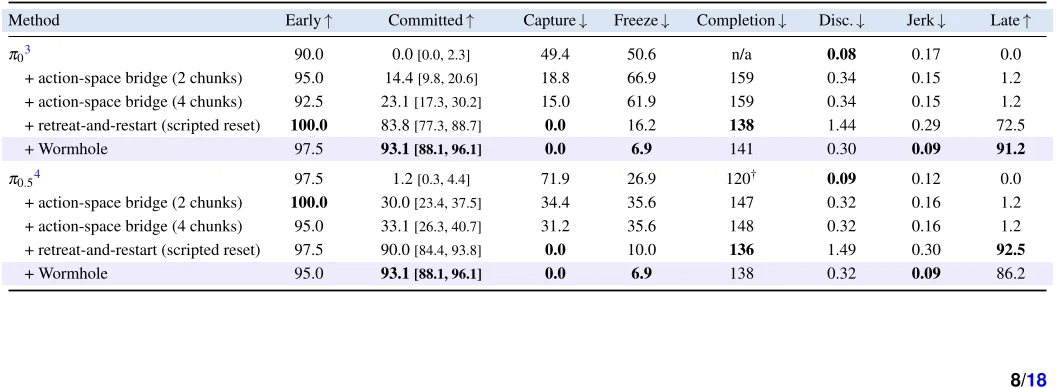 Method Early↑ Committed↑ Capture↓ Freeze↓ Completion↓ Disc.↓ Jerk↓ Late↑
π₀³ 90.0 0.0 [0.0, 2.3] 49.4 50.6 n/a 0.08 0.17 0.0
+ action-space bridge (2 chunks) 95.0 14.4 [9.8, 20.6] 18.8 66.9 159 0.34 0.15 1.2
+ action-space bridge (4 chunks) 92.5 23.1 [17.3, 30.2] 15.0 61.9 159 0.34 0.15 1.2
+ retreat-and-restart (scripted reset) 100.0 83.8 [77.3, 88.7] 0.0 16.2 138 1.44 0.29 72.5
+ Wormhole 97.5 93.1 [88.1, 96.1] 0.0 6.9 141 0.30 0.09 91.2
π₀.₅⁴ 97.5 1.2 [0.3, 4.4] 71.9 26.9 120† 0.09 0.12 0.0
+ action-space bridge (2 chunks) 100.0 30.0 [23.4, 37.5] 34.4 35.6 147 0.32 0.16 1.2
+ action-space bridge (4 chunks) 95.0 33.1 [26.3, 40.7] 31.2 35.6 148 0.32 0.16 1.2
+ retreat-and-restart (scripted reset) 97.5 90.0 [84.4, 93.8] 0.0 10.0 136 1.49 0.30 92.5
+ Wormhole 95.0 93.1 [88.1, 96.1] 0.0 6.9 138 0.32 0.09 86.2
8/18